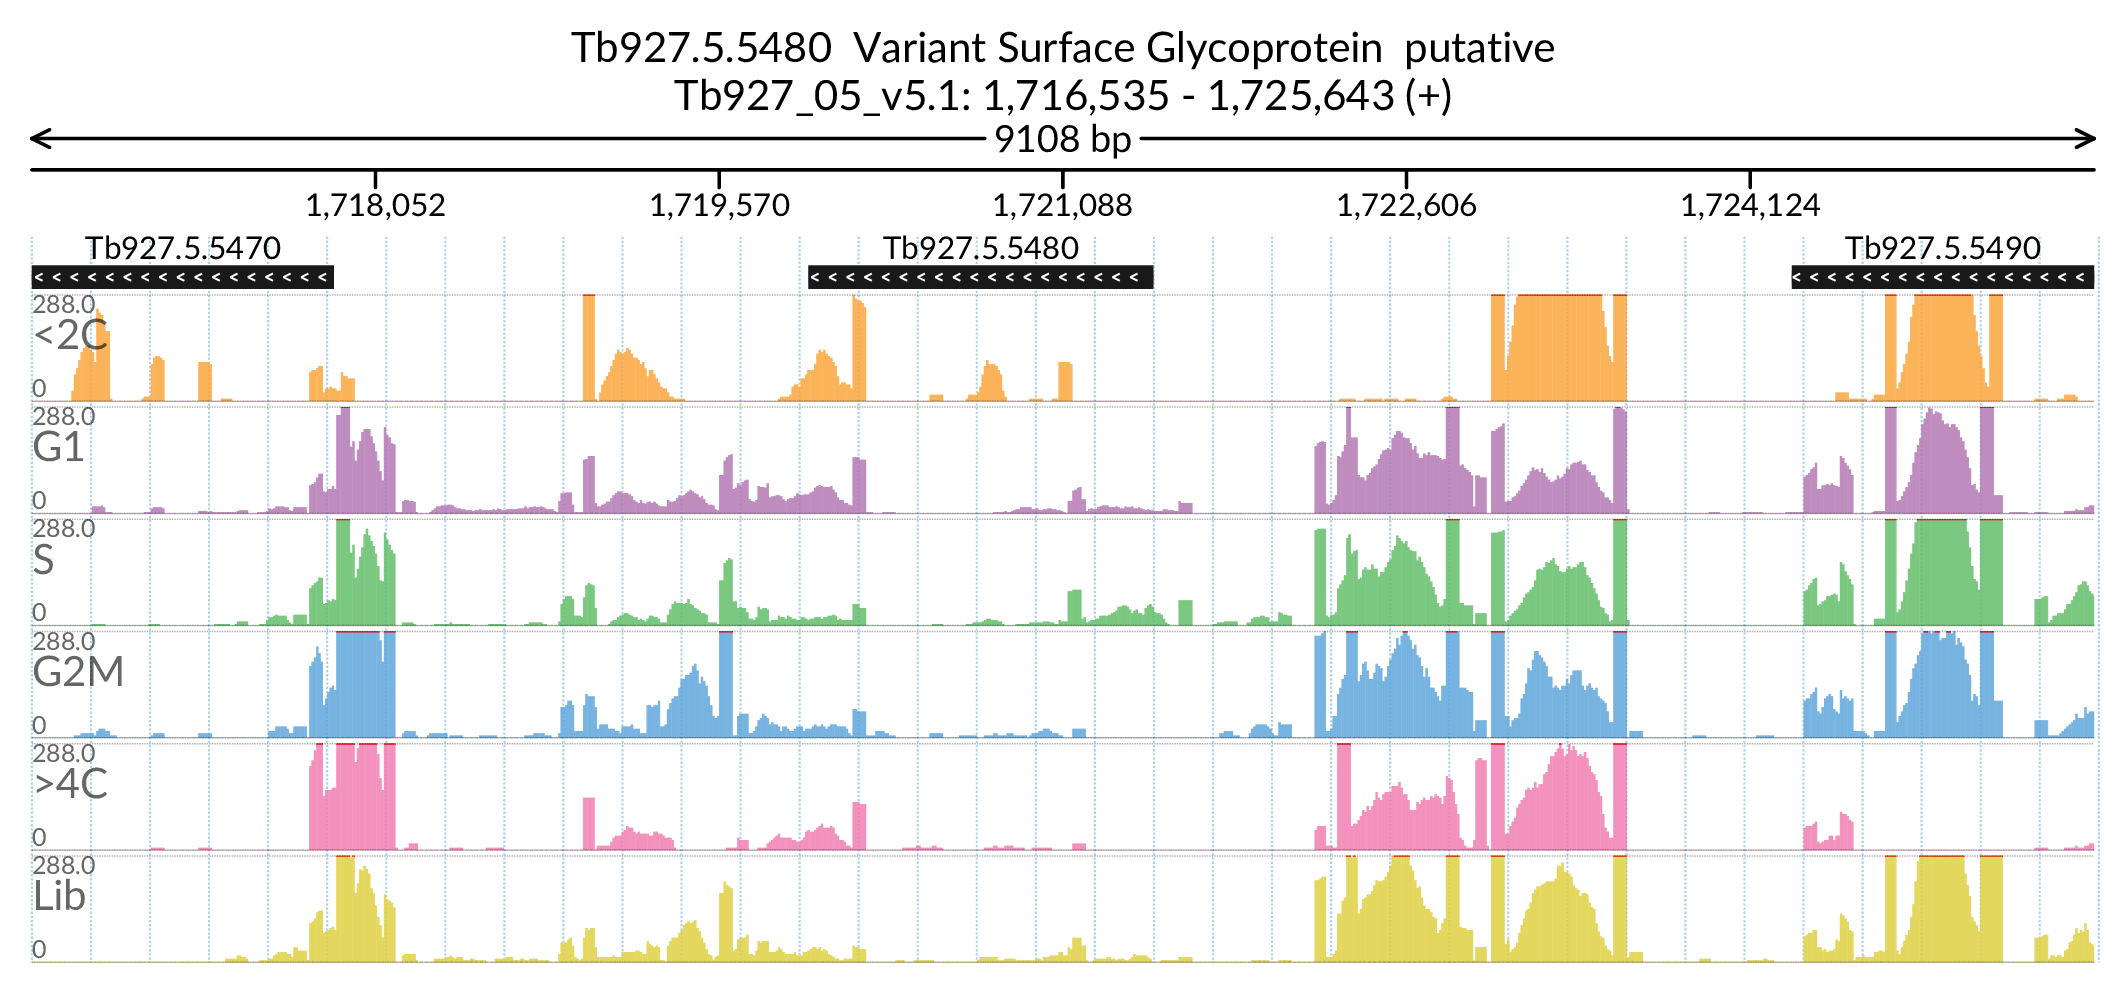 Tb927.5.5480  Variant Surface Glycoprotein  putative
Tb927_05_v5.1: 1,716,535 - 1,725,643 (+)
9108 bp
1,718,052 1,719,570 1,721,088 1,722,606 1,724,124
Tb927.5.5470 Tb927.5.5480 Tb927.5.5490
288.0
<2C
0
288.0
G1
0
288.0
S
0
288.0
G2M
0
288.0
>4C
0
288.0
Lib
0